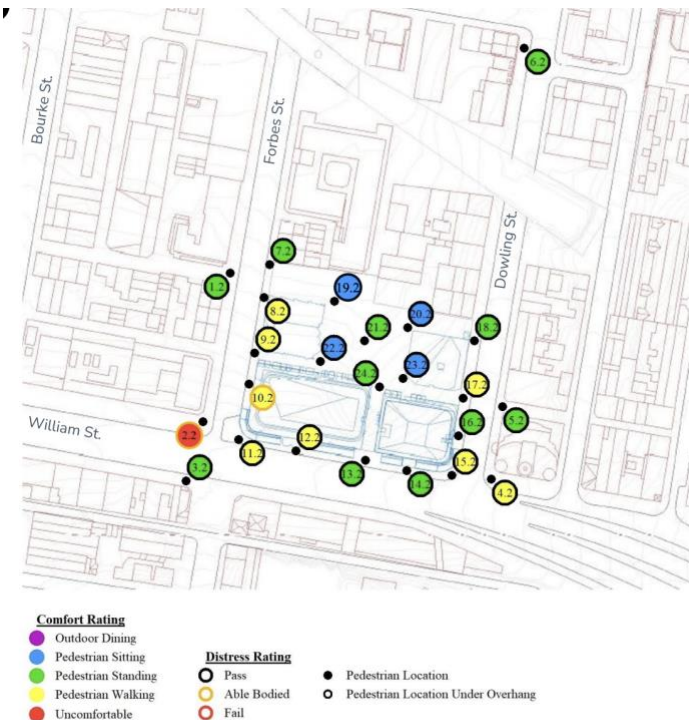 6.2
Bourke St.
Forbes St.
Dowling St.
7.2
1.2
19.2
8.2
20.2
21.2
18.2
9.2
22.2
23.2
24.2
17.2
10.2
16.2
5.2
William St.
2.2
12.2
11.2
15.2
3.2
13.2
14.2
4.2
Comfort Rating
Outdoor Dining
Pedestrian Sitting
Pedestrian Standing
Pedestrian Walking
Uncomfortable
Distress Rating
Pass
Able Bodied
Fail
Pedestrian Location
Pedestrian Location Under Overhang